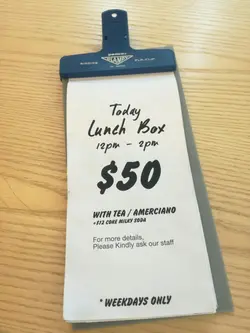 Today
Lunch Box
12pm - 2pm
$50
WITH TEA / AMERCIANO
+$12 COKE MILKY SODA
For more details,
Please Kindly ask our staff
*WEEKDAYS ONLY